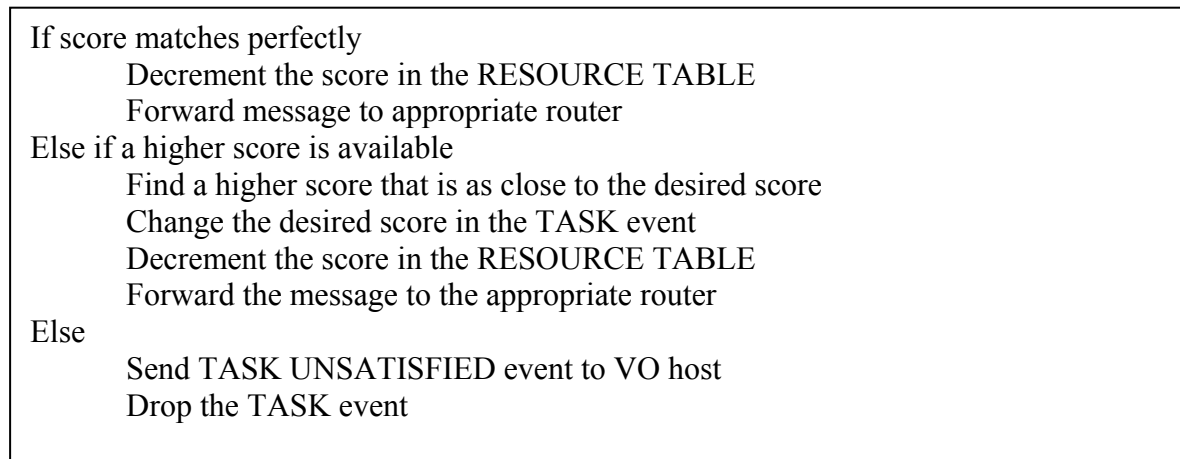 If score matches perfectly
Decrement the score in the RESOURCE TABLE
Forward message to appropriate router
Else if a higher score is available
Find a higher score that is as close to the desired score
Change the desired score in the TASK event
Decrement the score in the RESOURCE TABLE
Forward the message to the appropriate router
Else
Send TASK UNSATISFIED event to VO host
Drop the TASK event